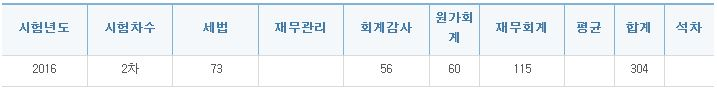 시험년도 시험차수 세법 재무관리 회계감사 원가회계 재무회계 평균 합계 석차
2016 2차 73 56 60 115 304